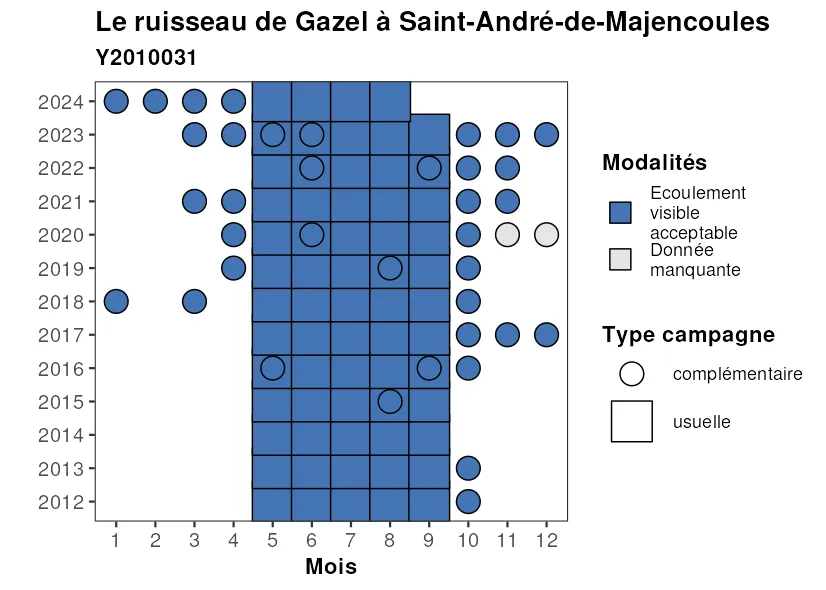 Le ruisseau de Gazel à Saint-André-de-Majencoules
Y2010031
2024
2023
2022
2021
2020
2019
2018
2017
2016
2015
2014
2013
2012
1 2 3 4 5 6 7 8 9 10 11 12
Mois
Modalités
Ecoulement
visible
acceptable
Donnée
manquante
Type campagne
complémentaire
usuelle